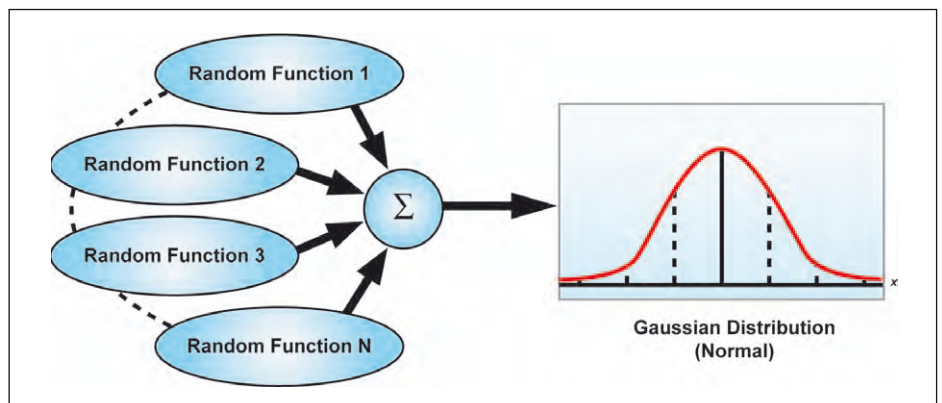 Random Function 1
Random Function 2
Random Function 3
Random Function N
Σ
x
Gaussian Distribution
(Normal)